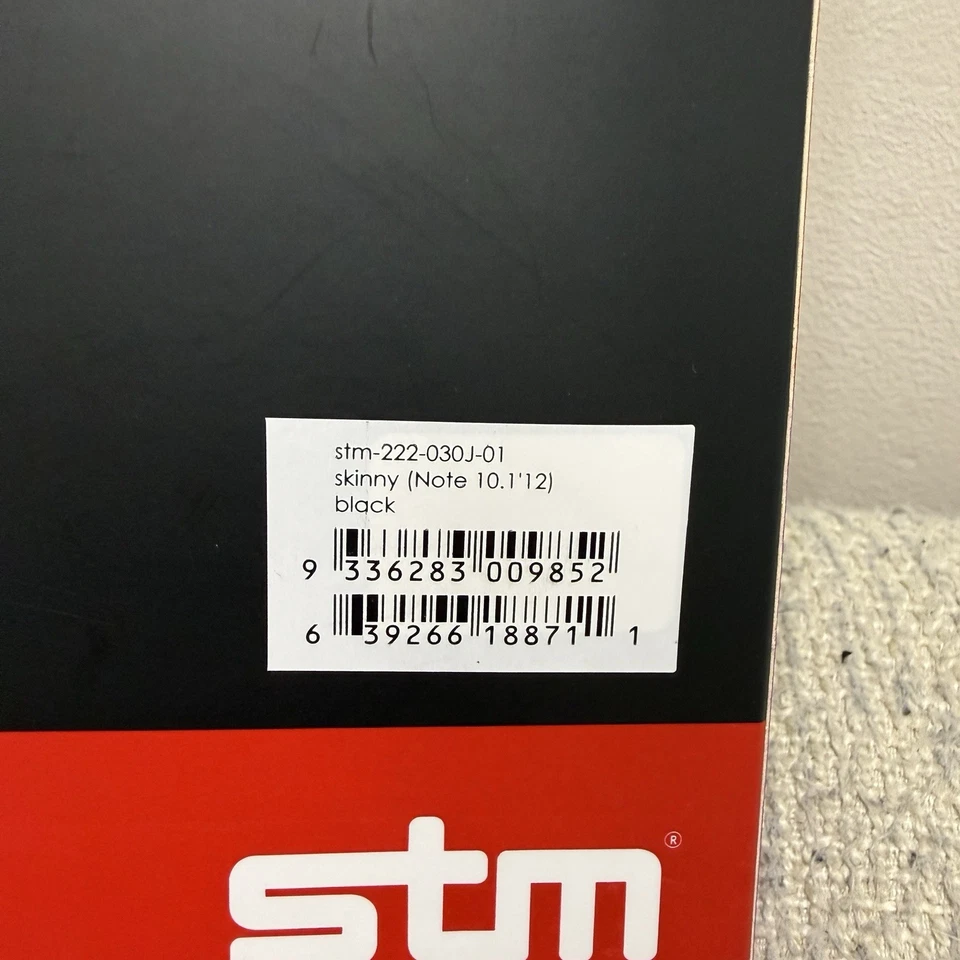 stm-222-030J-01
skinny (Note 10.1'12)
black
9 336283 009852
6 39266 18871 1
stm®